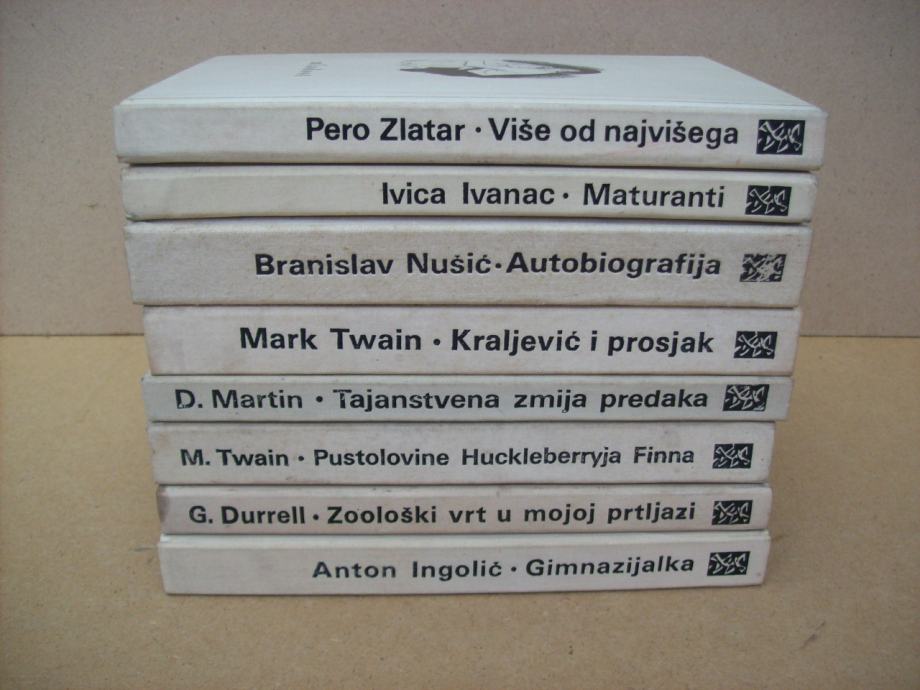 Pero Zlatar · Više od najvišega
Ivica Ivanac · Maturanti
Branislav Nušić · Autobiografija
Mark Twain · Kraljević i prosjak
D. Martin · Tajanstvena zmija predaka
M. Twain · Pustolovine Huckleberryja Finna
G. Durrell · Zoološki vrt u mojoj prtljazi
Anton Ingolič · Gimnazijalka